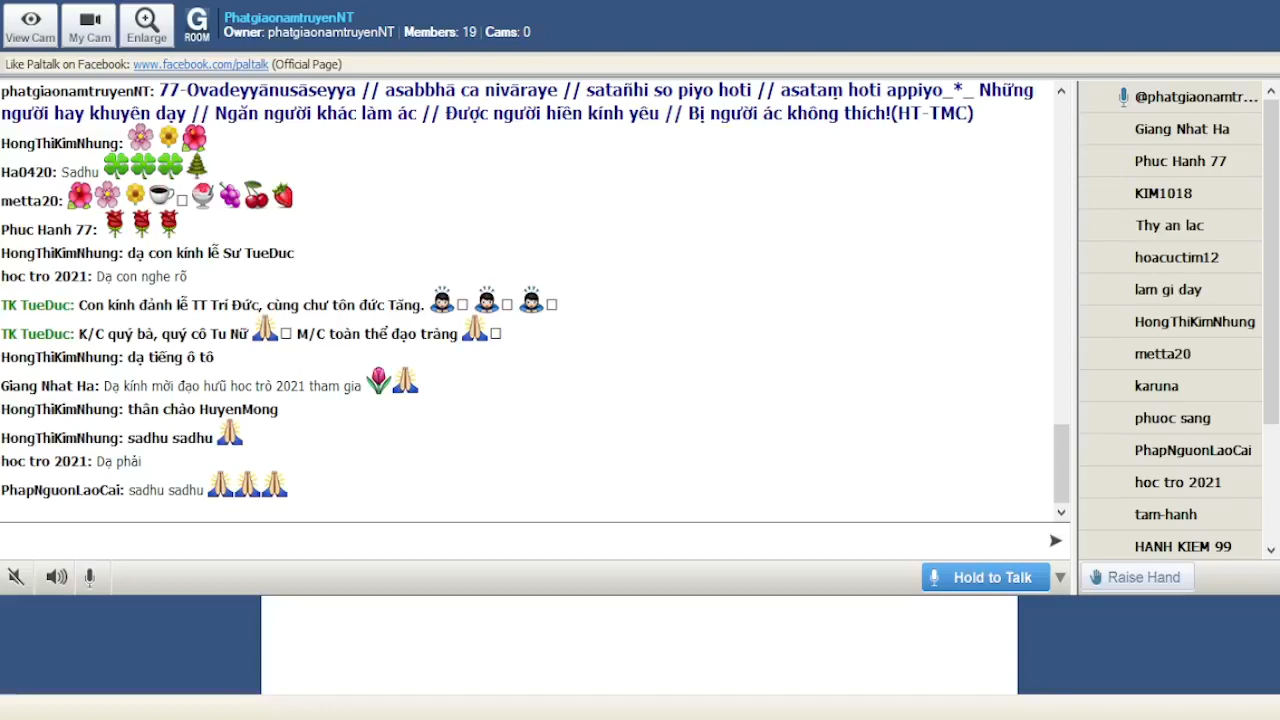 View Cam
My Cam
Enlarge
G
ROOM
PhatgiaonamtruyenNT
Owner: phatgiaonamtruyenNT | Members: 19 | Cams: 0
Like Paltalk on Facebook: www.facebook.com/paltalk (Official Page)
phatgiaonamtruyenNT: 77-Ovadeyyānusāseyya // asabbhā ca nivāraye // satañhi so piyo hoti // asataṃ hoti appiyo_*_ Những
người hay khuyên dạy // Ngăn người khác làm ác // Được người hiền kính yêu // Bị người ác không thích!(HT-TMC)
HongThiKimNhung:
Ha0420: Sadhu
metta20:
Phuc Hanh 77:
HongThiKimNhung: dạ con kính lễ Sư TueDuc
hoc tro 2021: Dạ con nghe rõ
TK TueDuc: Con kính đảnh lễ TT Trí Đức, cùng chư tôn đức Tăng.
TK TueDuc: K/C quý bà, quý cô Tu Nữ M/C toàn thể đạo tràng
HongThiKimNhung: dạ tiếng ô tô
Giang Nhat Ha: Dạ kính mời đạo hưũ hoc trò 2021 tham gia
HongThiKimNhung: thân chào HuyenMong
HongThiKimNhung: sadhu sadhu
hoc tro 2021: Dạ phải
PhapNguonLaoCai: sadhu sadhu
@phatgiaonamtr...
Giang Nhat Ha
Phuc Hanh 77
KIM1018
Thy an lac
hoacuctim12
lam gi day
HongThiKimNhung
metta20
karuna
phuoc sang
PhapNguonLaoCai
hoc tro 2021
tam-hanh
HANH KIEM 99
Hold to Talk
Raise Hand